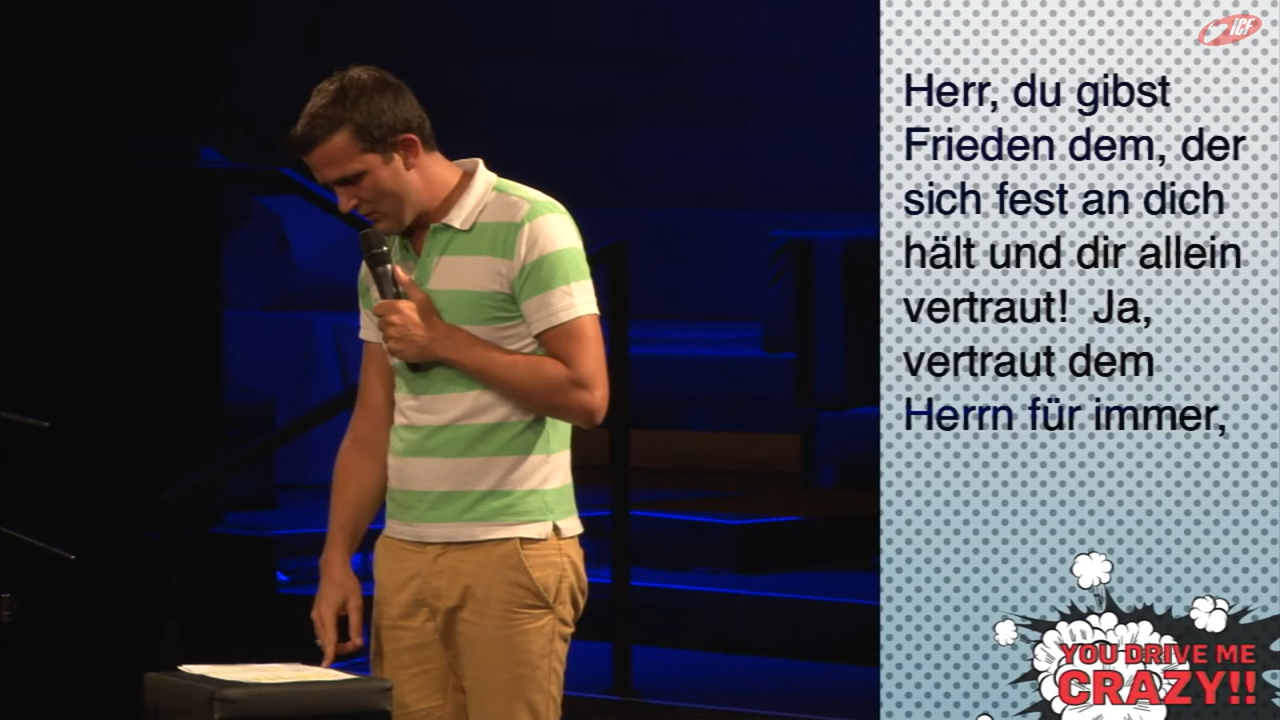 iCF
Herr, du gibst
Frieden dem, der
sich fest an dich
hält und dir allein
vertraut! Ja,
vertraut dem
Herrn für immer,
YOU DRIVE ME
CRAZY!!